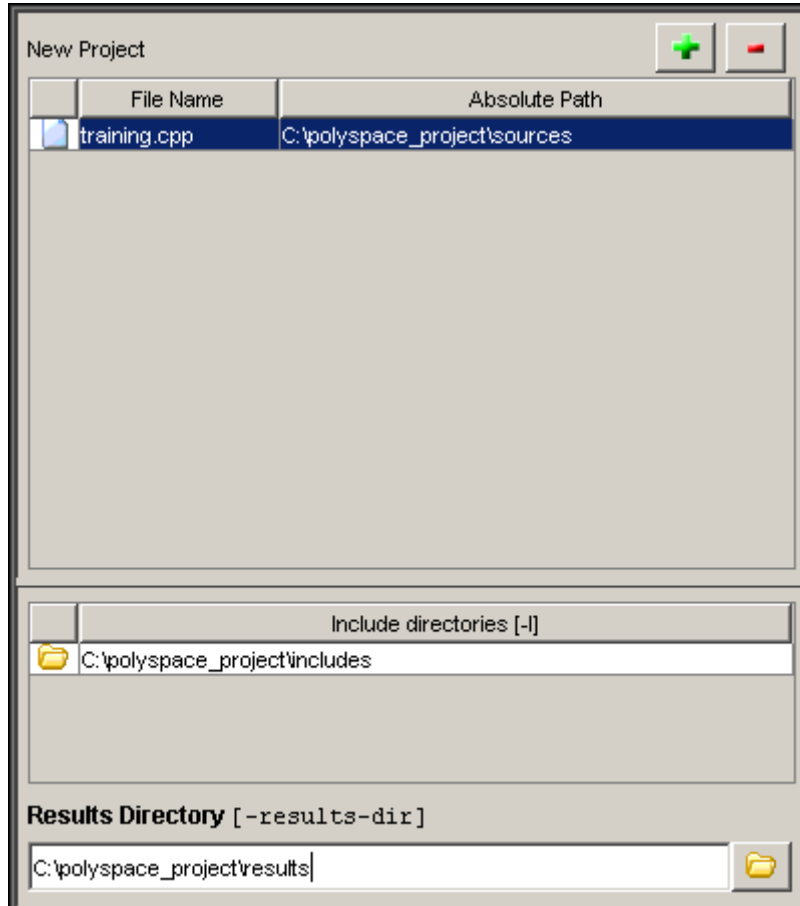 New Project
File Name Absolute Path
training.cpp C:\polyspace_project\sources
Include directories [-I]
C:\polyspace_project\includes
Results Directory [-results-dir]
C:\polyspace_project\results